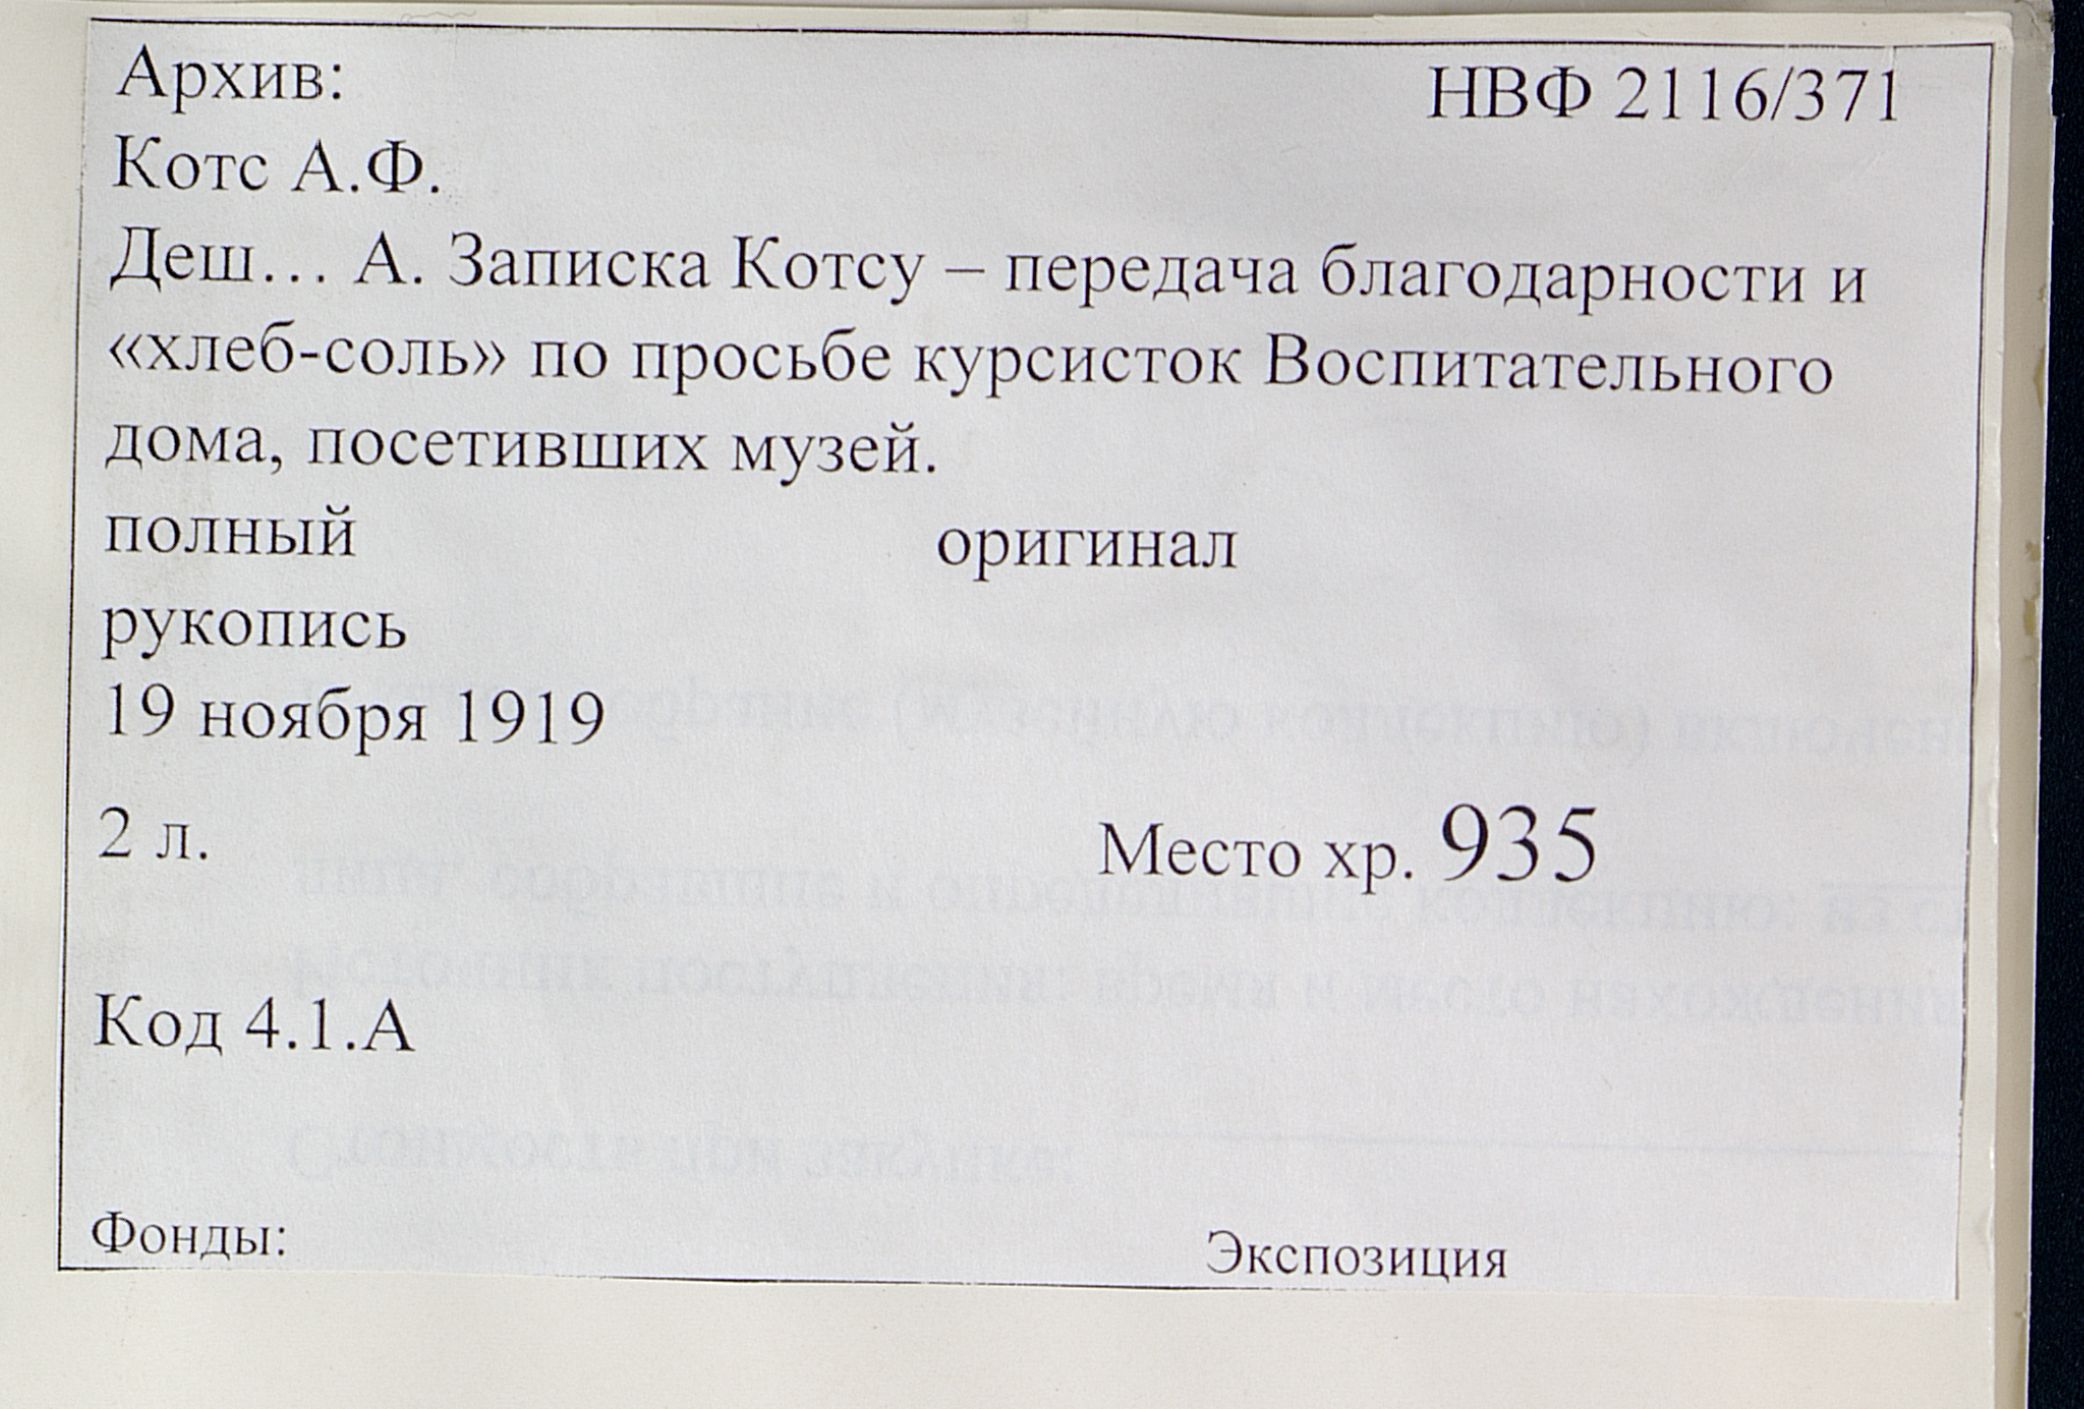 Архив: НВФ 2116/371
Котс А.Ф.
Деш... А. Записка Котсу – передача благодарности и
«хлеб-соль» по просьбе курсисток Воспитательного
дома, посетивших музей.
полный оригинал
рукопись
19 ноября 1919
2 л. Место хр. 935
Код 4.1.А
Фонды: Экспозиция